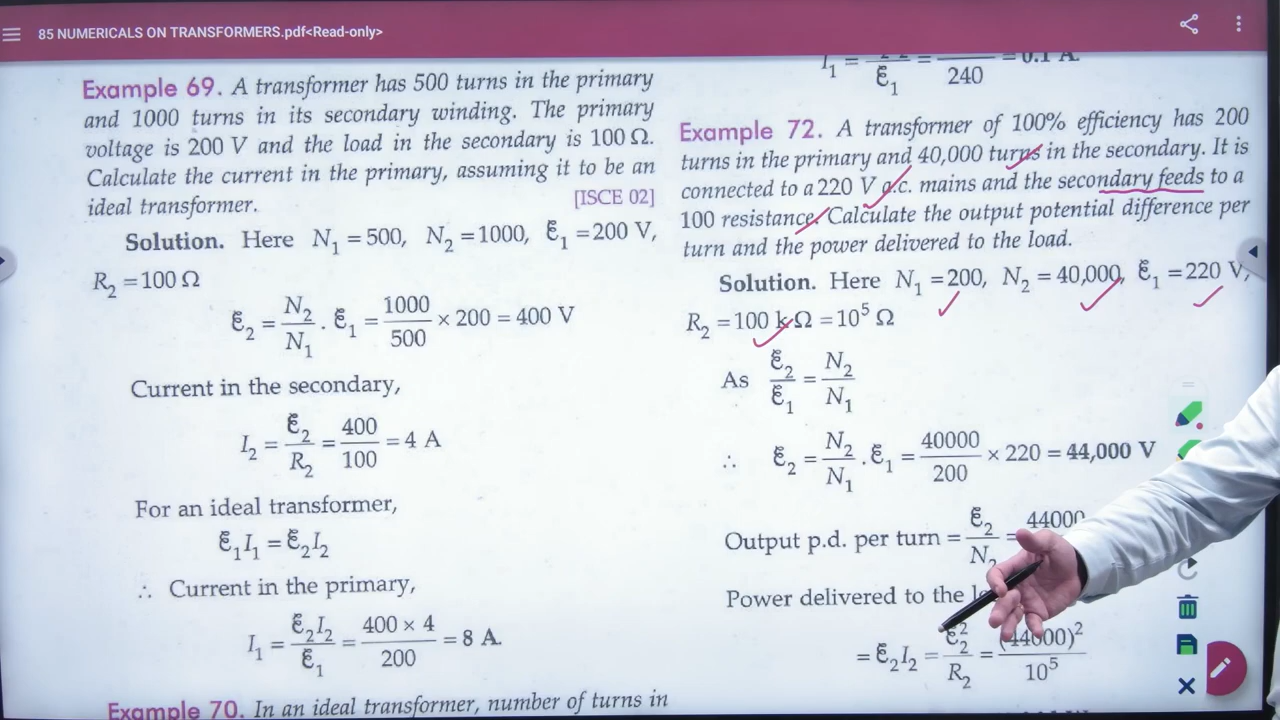 85 NUMERICALS ON TRANSFORMERS.pdf<Read-only>
Example 69. A transformer has 500 turns in the primary
and 1000 turns in its secondary winding. The primary
voltage is 200 V and the load in the secondary is 100 Ω.
Calculate the current in the primary, assuming it to be an
ideal transformer. [ISCE 02]
Solution. Here N₁ = 500, N₂ = 1000, ℰ₁ = 200 V,
R₂ = 100 Ω
ℰ₂ = N₂/N₁ . ℰ₁ = 1000/500 × 200 = 400 V
Current in the secondary,
I₂ = ℰ₂/R₂ = 400/100 = 4 A
For an ideal transformer,
ℰ₁I₁ = ℰ₂I₂
∴ Current in the primary,
I₁ = ℰ₂I₂/ℰ₁ = 400 × 4/200 = 8 A
Example 70. In an ideal transformer, number of turns in
I₁ = /ℰ₁ = /240 = 0.1 A
Example 72. A transformer of 100% efficiency has 200
turns in the primary and 40,000 turns in the secondary. It is
connected to a 220 V a.c. mains and the secondary feeds to a
100 resistance. Calculate the output potential difference per
turn and the power delivered to the load.
Solution. Here N₁ = 200, N₂ = 40,000, ℰ₁ = 220 V,
R₂ = 100 k Ω = 10⁵ Ω
As ℰ₂/ℰ₁ = N₂/N₁
∴ ℰ₂ = N₂/N₁ . ℰ₁ = 40000/200 × 220 = 44,000 V
Output p.d. per turn = ℰ₂/N₂ = 44000
Power delivered to the
= ℰ₂I₂ = ℰ₂²/R₂ = (44000)²/10⁵